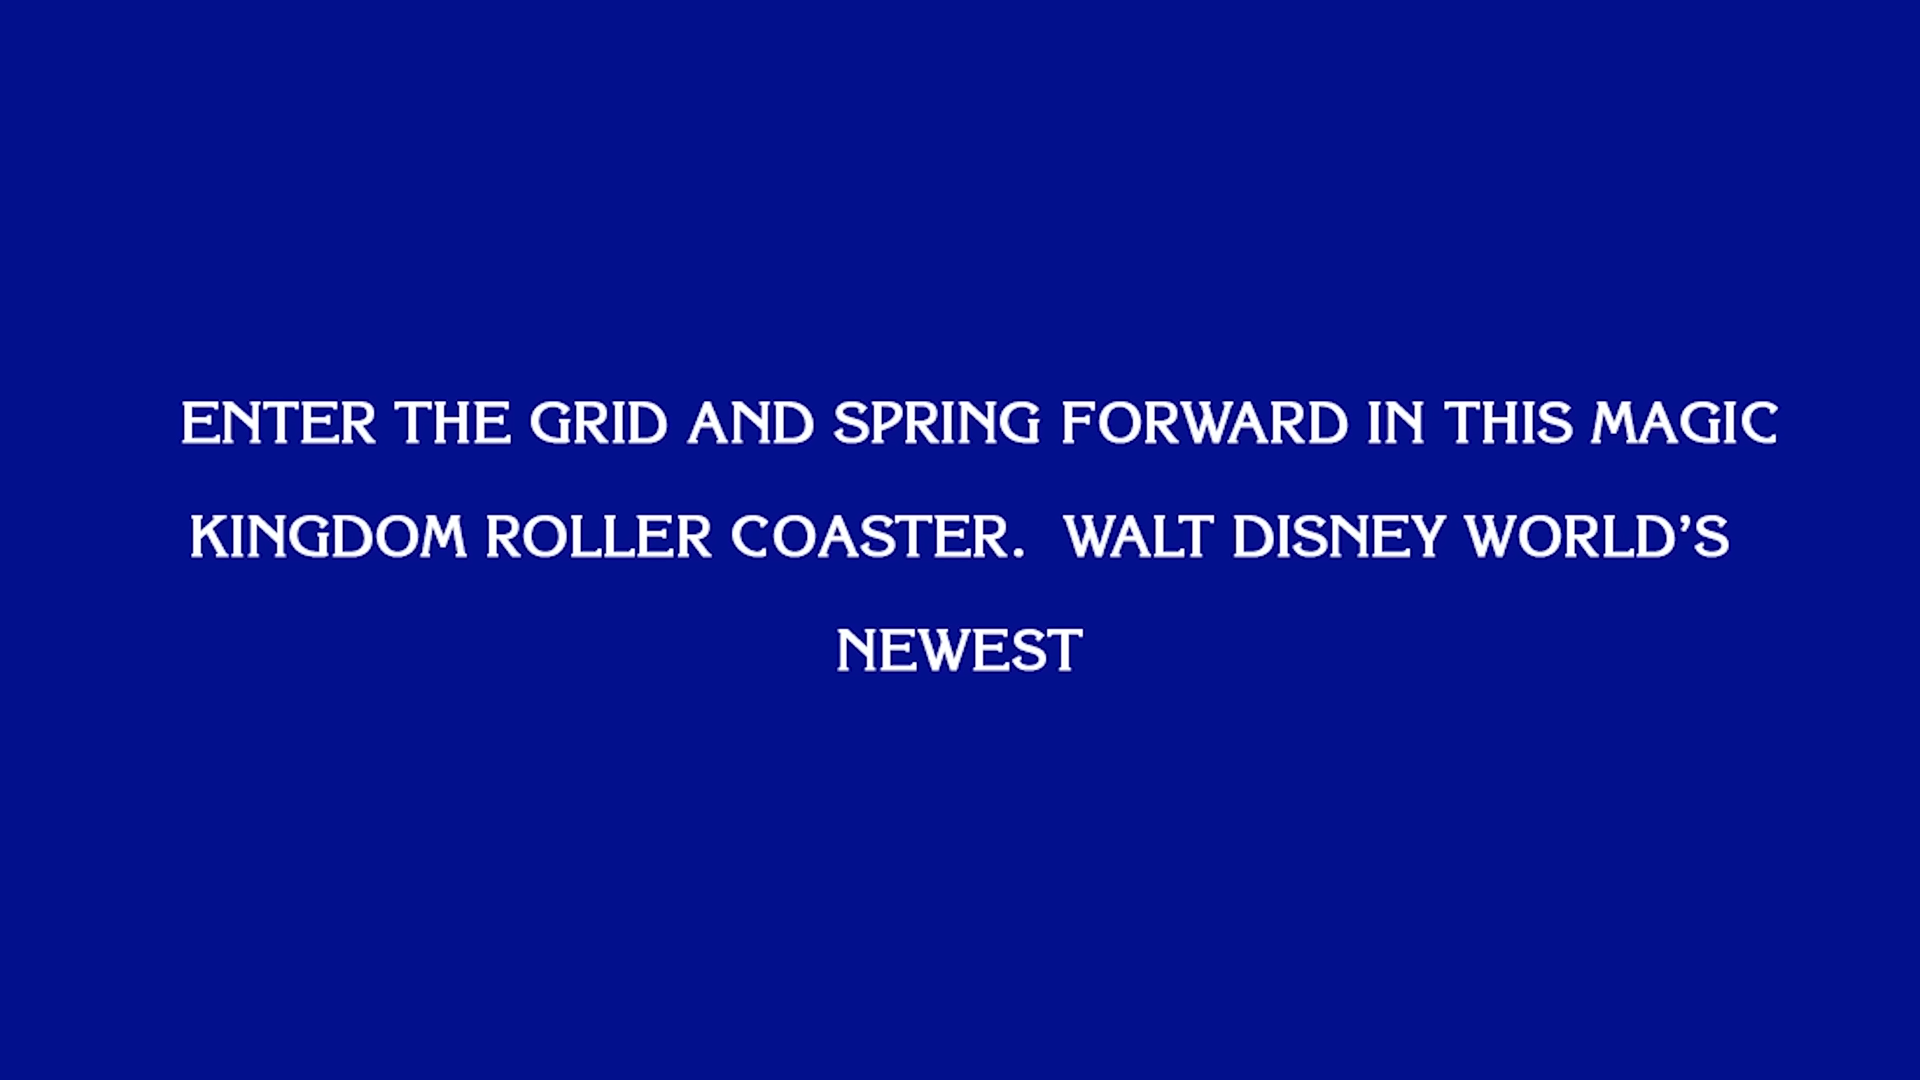 ENTER THE GRID AND SPRING FORWARD IN THIS MAGIC
KINGDOM ROLLER COASTER.  WALT DISNEY WORLD’S
NEWEST